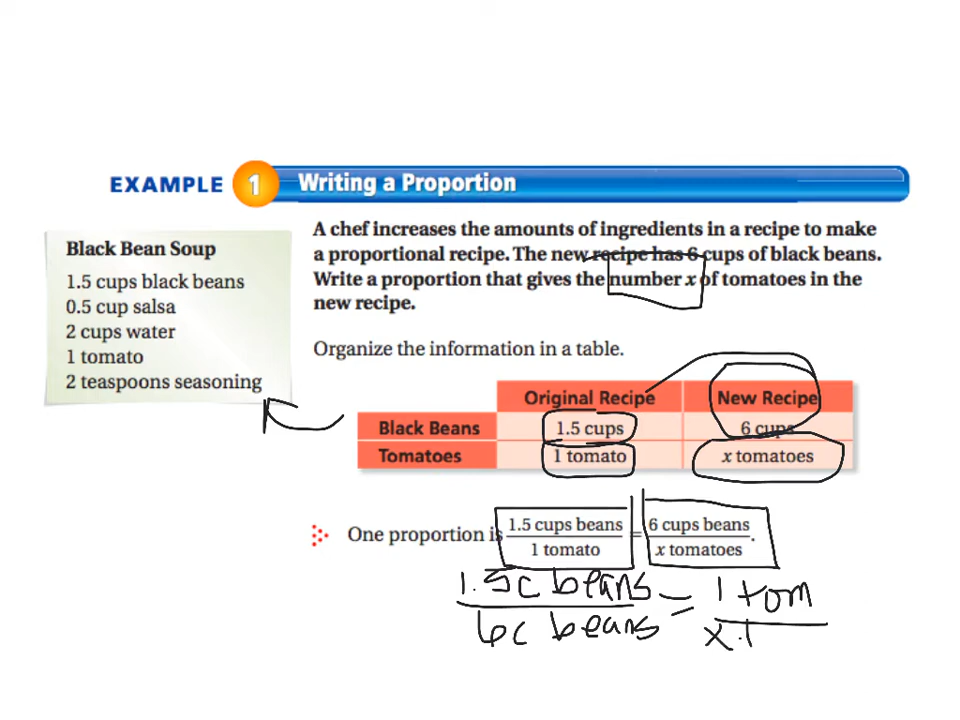 EXAMPLE 1 Writing a Proportion
Black Bean Soup
1.5 cups black beans
0.5 cup salsa
2 cups water
1 tomato
2 teaspoons seasoning
A chef increases the amounts of ingredients in a recipe to make
a proportional recipe. The new recipe has 6 cups of black beans.
Write a proportion that gives the number x of tomatoes in the
new recipe.
Organize the information in a table.
Original Recipe New Recipe
Black Beans 1.5 cups 6 cups
Tomatoes 1 tomato x tomatoes
1.5 cups beans 6 cups beans
One proportion is = .
1 tomato x tomatoes
1.5c beans = 1 tom
6c beans x t